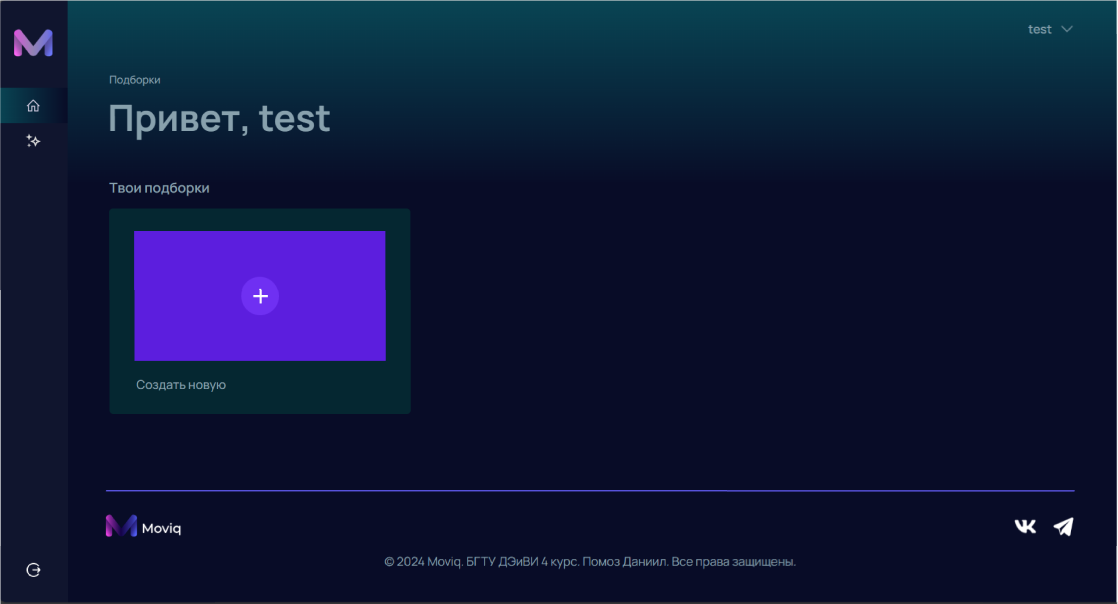 test
Подборки
Привет, test
Твои подборки
Создать новую
Moviq
© 2024 Moviq. БГТУ ДЭиВИ 4 курс. Помоз Даниил. Все права защищены.